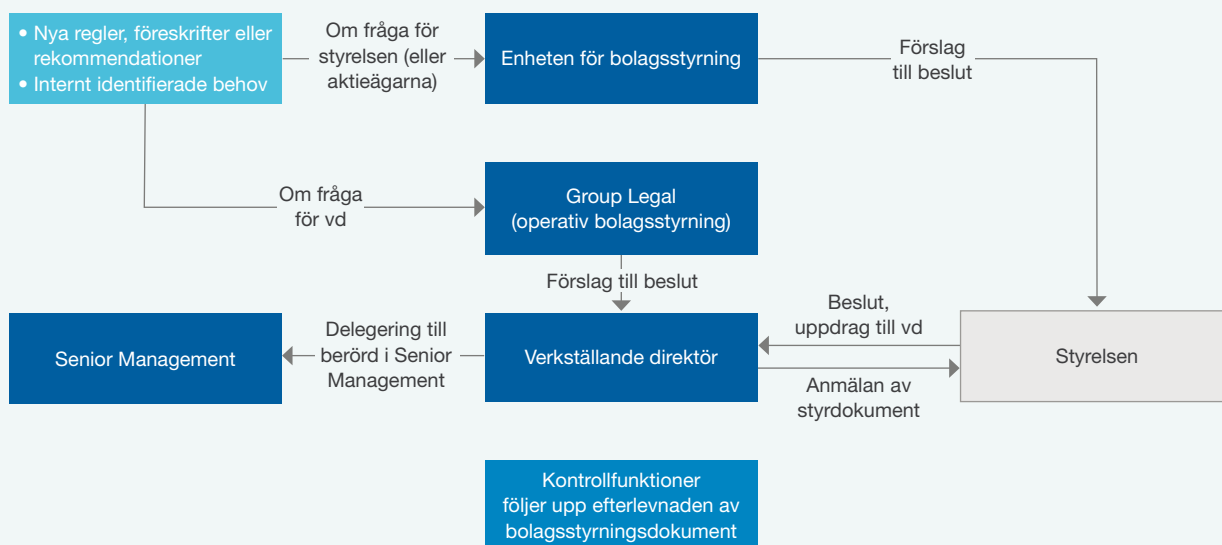 • Nya regler, föreskrifter eller
rekommendationer
• Internt identifierade behov
Om fråga för
styrelsen (eller
aktieägarna)
Enheten för bolagsstyrning
Förslag
till beslut
Om fråga
för vd
Group Legal
(operativ bolagsstyrning)
Förslag till beslut
Senior Management
Delegering till
berörd i Senior
Management
Verkställande direktör
Beslut,
uppdrag till vd
Anmälan av
styrdokument
Styrelsen
Kontrollfunktioner
följer upp efterlevnaden av
bolagsstyrningsdokument